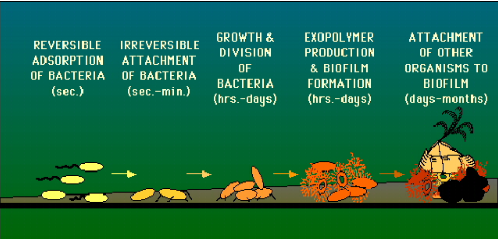 REVERSIBLE
ADSORPTION
OF BACTERIA
(sec.)
IRREVERSIBLE
ATTACHMENT
OF BACTERIA
(sec.-min.)
GROWTH &
DIVISION
OF
BACTERIA
(hrs.-days)
EXOPOLYMER
PRODUCTION
& BIOFILM
FORMATION
(hrs.-days)
ATTACHMENT
OF OTHER
ORGANISMS TO
BIOFILM
(days-months)